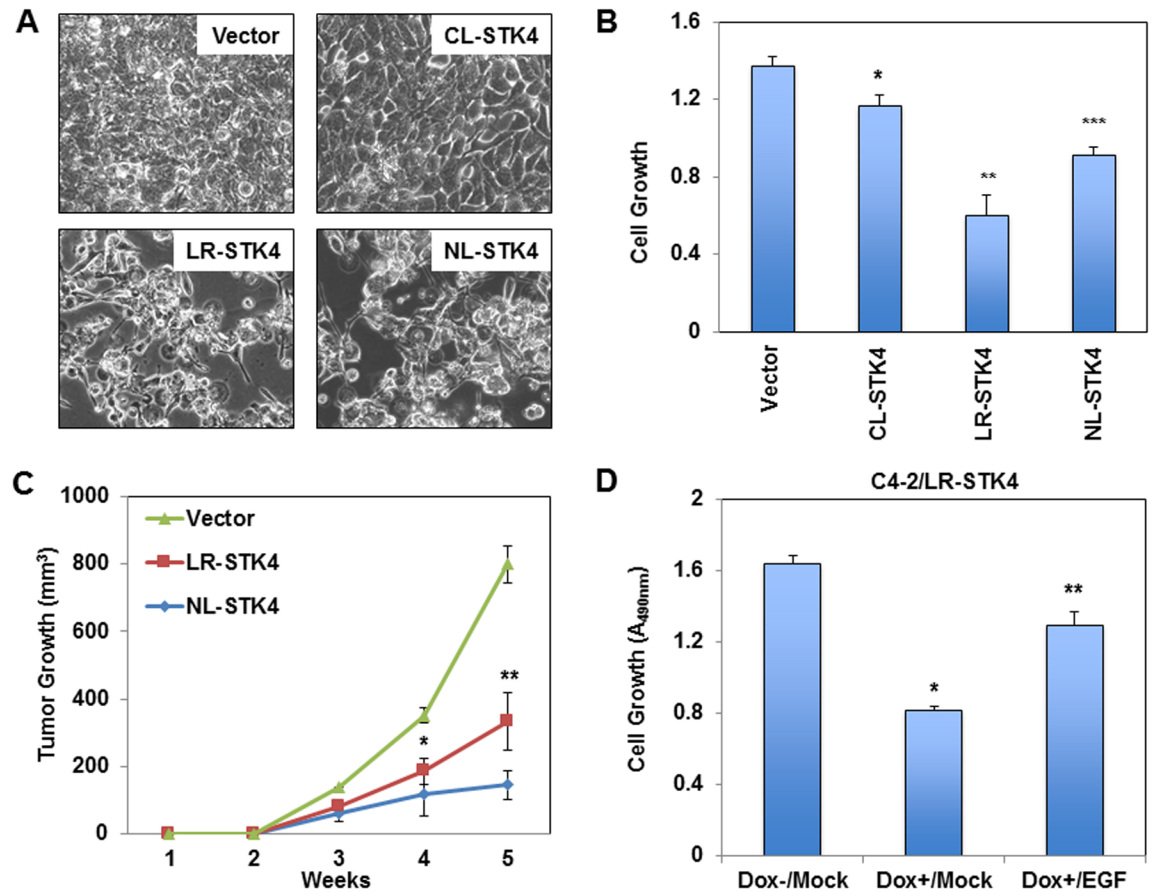 A
Vector
CL-STK4
LR-STK4
NL-STK4
B
1.6
1.2
0.8
0.4
0
Cell Growth
*
**
***
Vector
CL-STK4
LR-STK4
NL-STK4
C
1000
800
600
400
200
0
Tumor Growth (mm³)
Vector
LR-STK4
NL-STK4
*
**
1 2 3 4 5
Weeks
D
C4-2/LR-STK4
2
1.6
1.2
0.8
0.4
0
Cell Growth (A490nm)
*
**
Dox-/Mock Dox+/Mock Dox+/EGF